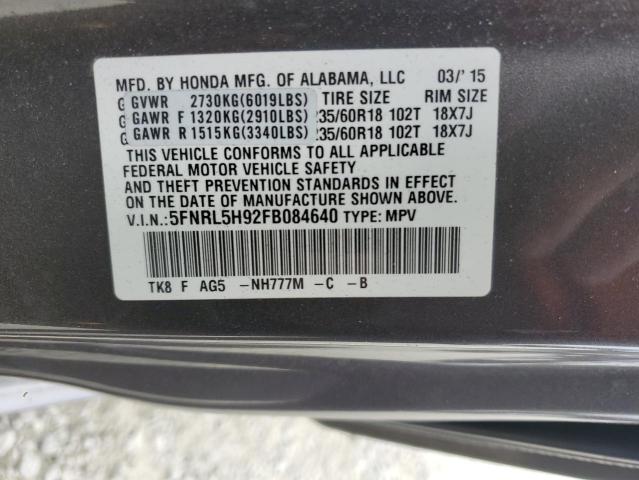 MFD. BY HONDA MFG. OF ALABAMA, LLC 03/'15
G GVWR 2730KG(6019LBS) TIRE SIZE RIM SIZE
G GAWR F 1320KG(2910LBS) 235/60R18 102T 18X7J
G GAWR R 1515KG(3340LBS) 235/60R18 102T 18X7J
THIS VEHICLE CONFORMS TO ALL APPLICABLE
FEDERAL MOTOR VEHICLE SAFETY
AND THEFT PREVENTION STANDARDS IN EFFECT
ON THE DATE OF MANUFACTURE SHOWN ABOVE.
V.I.N.:5FNRL5H92FB084640 TYPE: MPV
TK8 F AG5 -NH777M -C -B